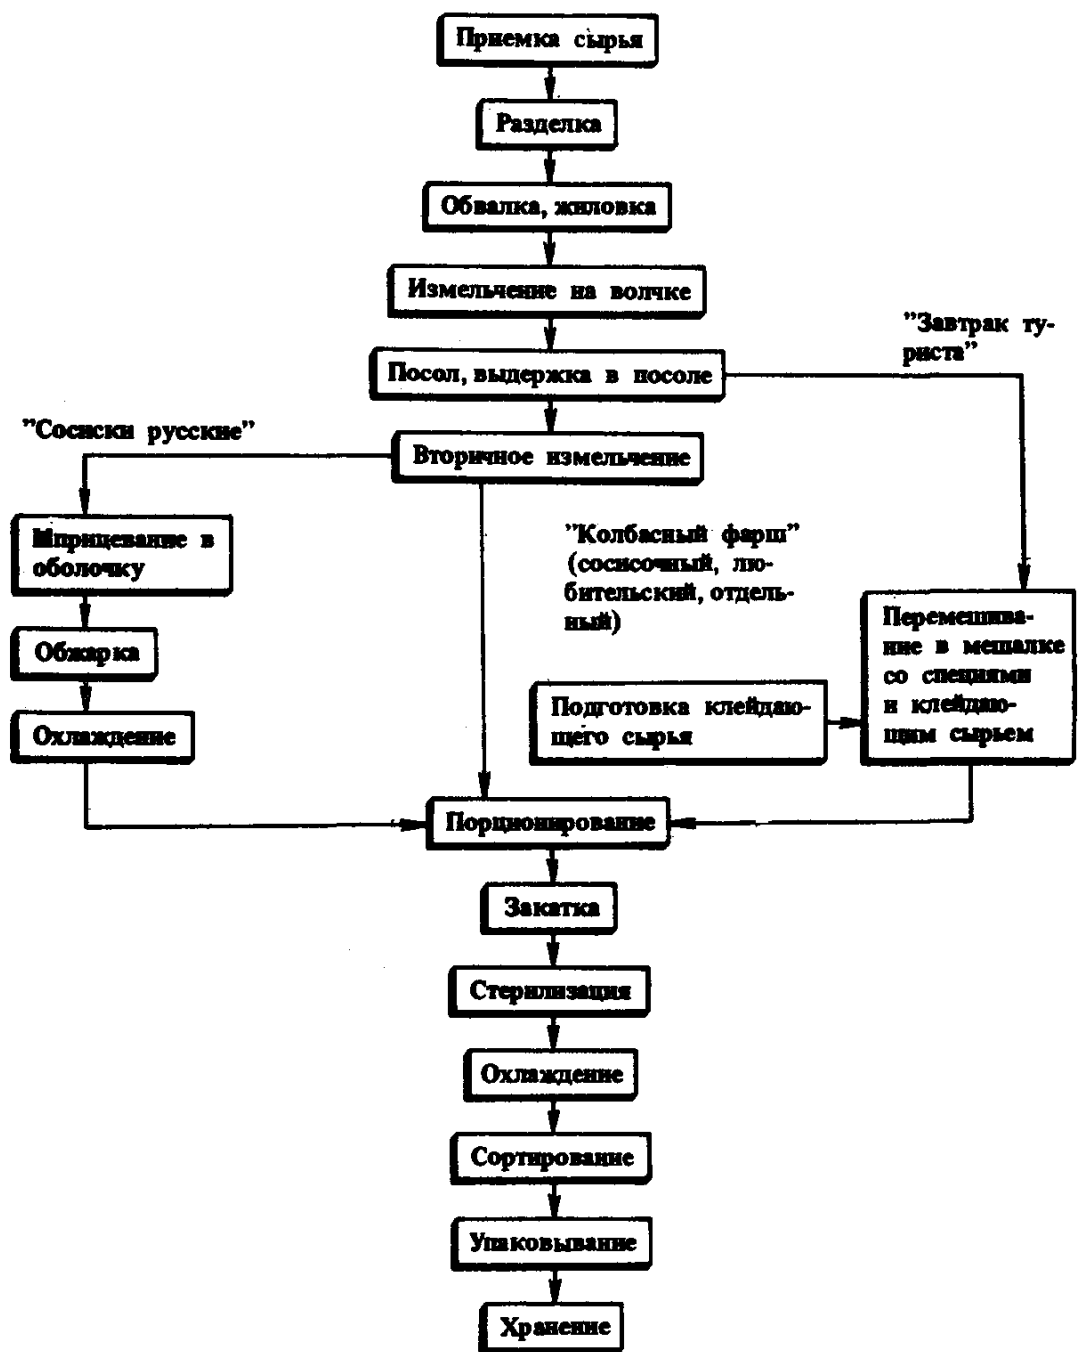 Приемка сырья
Разделка
Обвалка, жиловка
Измельчение на волчке
"Завтрак ту-
риста"
Посол, выдержка в посоле
"Сосиски русские"
Вторичное измельчение
Шприцевание в
оболочку
"Колбасный фарш"
(сосисочный, лю-
бительский, отдель-
ный)
Обжарка
Перемешива-
ние в мешалке
со специями
и клейдаю-
щим сырьем
Подготовка клейдаю-
щего сырья
Охлаждение
Порционирование
Закатка
Стерилизация
Охлаждение
Сортирование
Упаковывание
Хранение